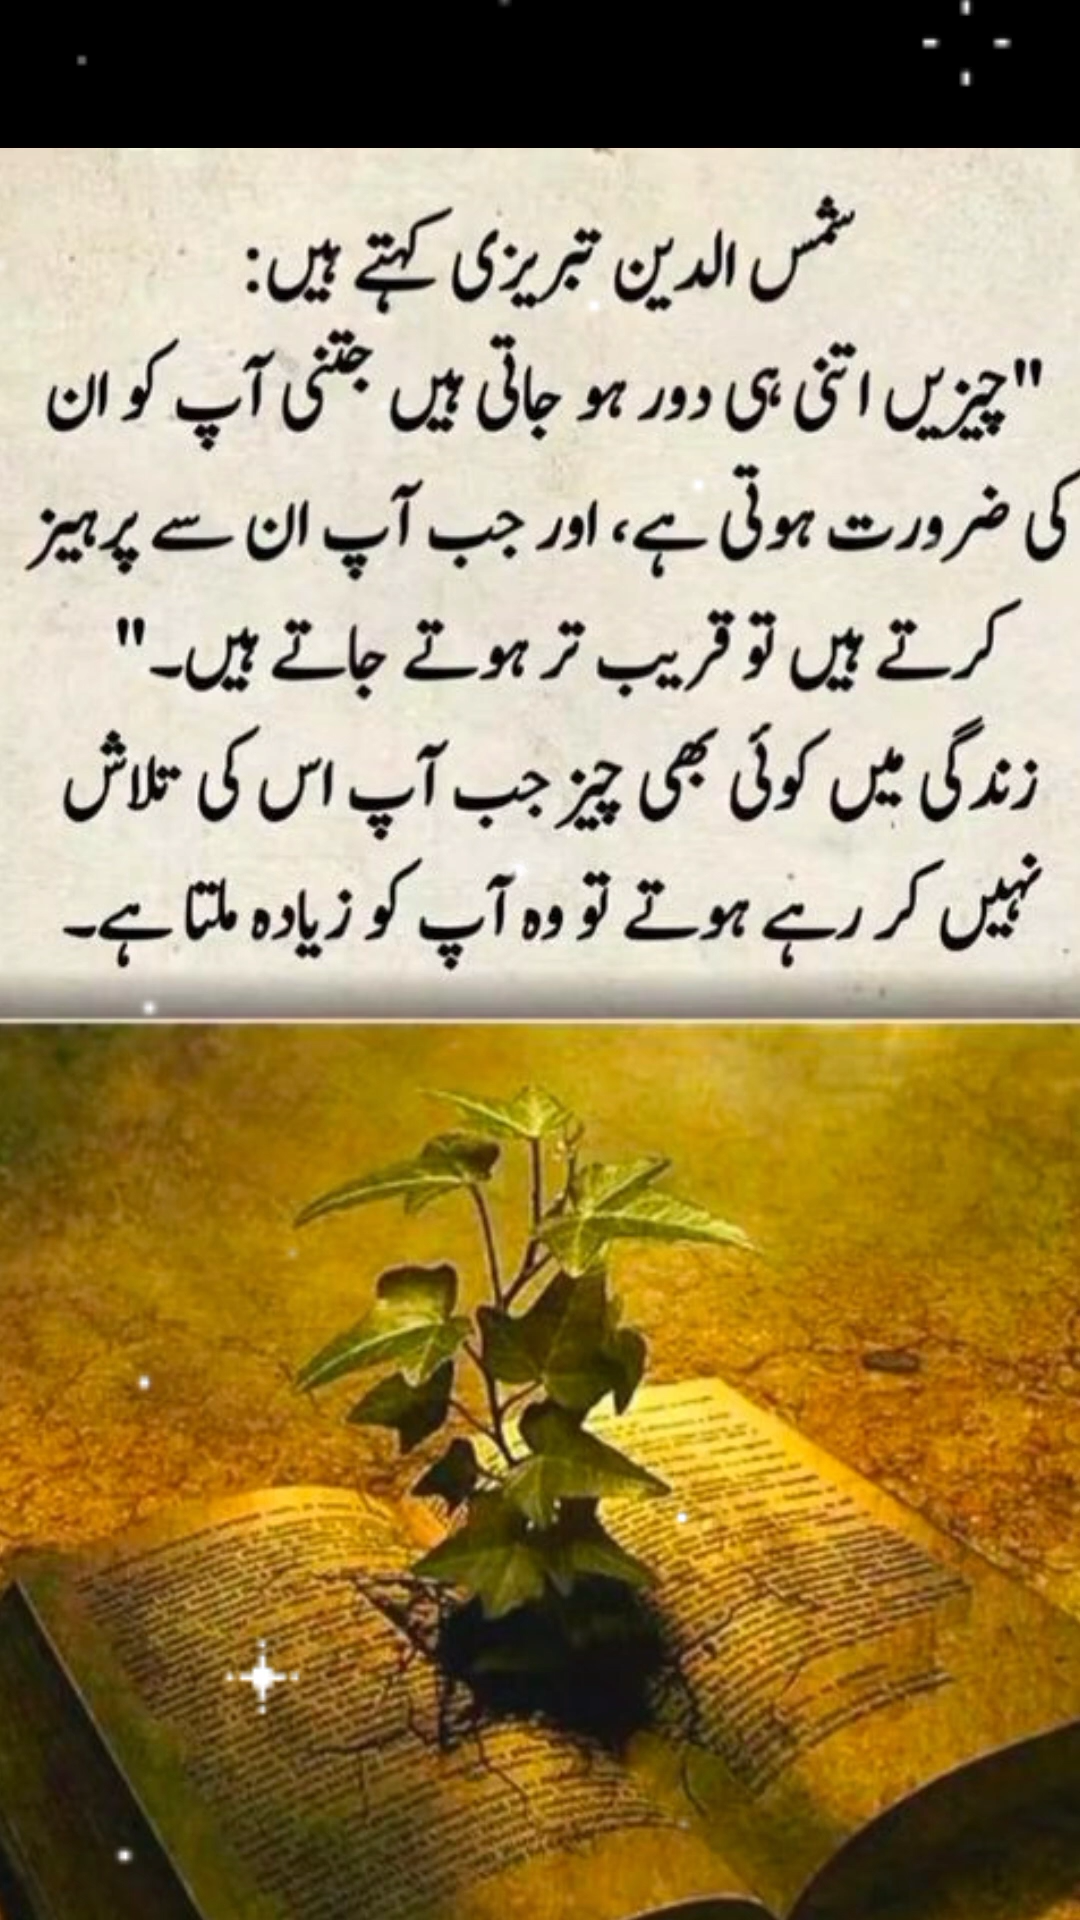 شمس الدین تبریزی کہتے ہیں:
"چیزیں اتنی ہی دور ہو جاتی ہیں جتنی آپ کو ان
کی ضرورت ہوتی ہے، اور جب آپ ان سے پرہیز
کرتے ہیں تو قریب تر ہوتے جاتے ہیں۔"
زندگی میں کوئی بھی چیز جب آپ اس کی تلاش
نہیں کر رہے ہوتے تو وہ آپ کو زیادہ ملتا ہے۔